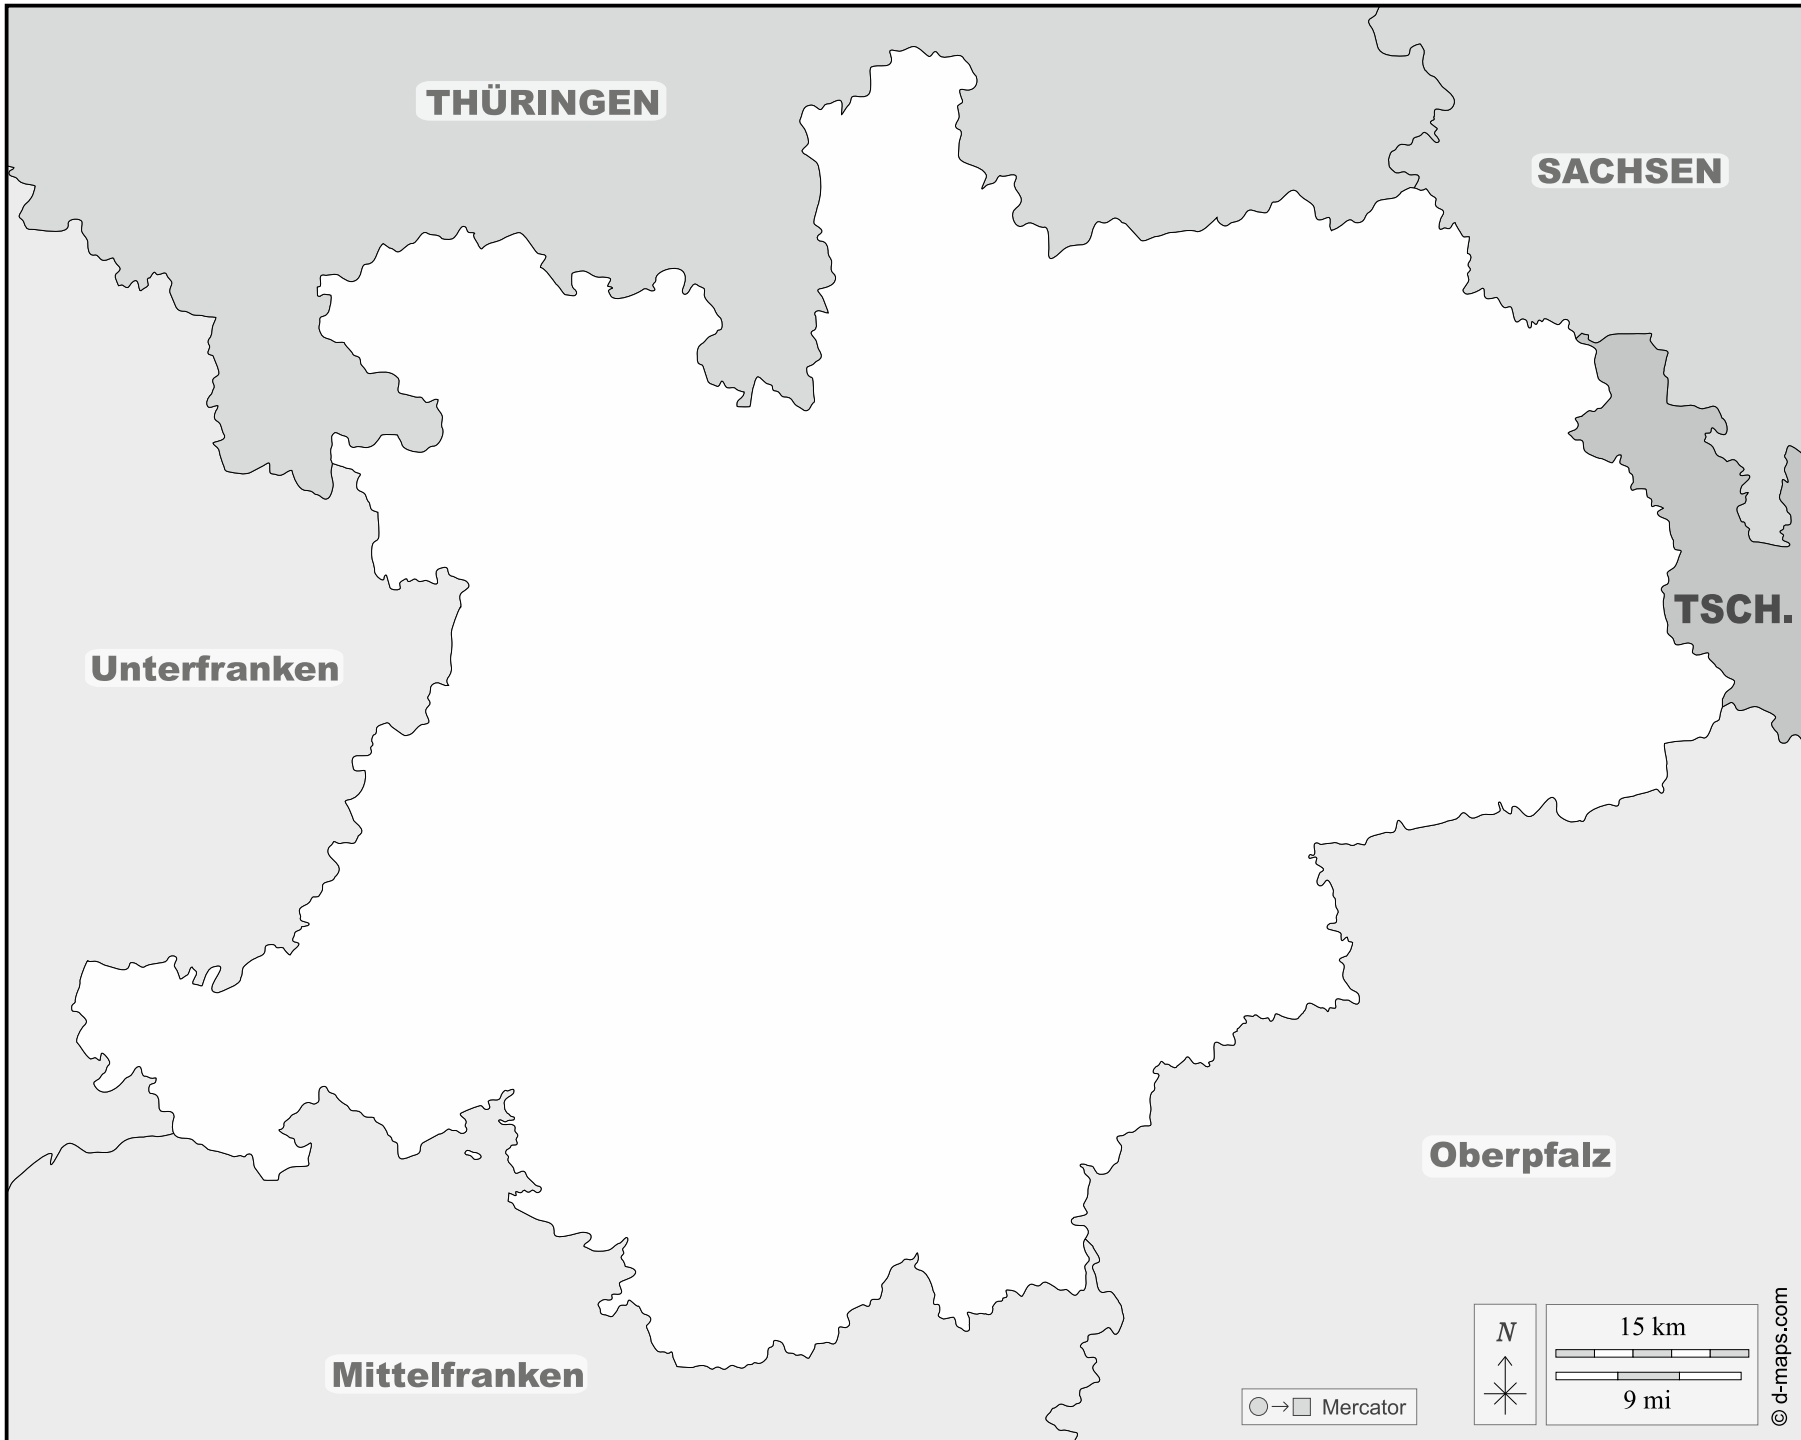 THÜRINGEN
SACHSEN
TSCH.
Unterfranken
Oberpfalz
Mittelfranken
Mercator
N
15 km
9 mi
© d-maps.com